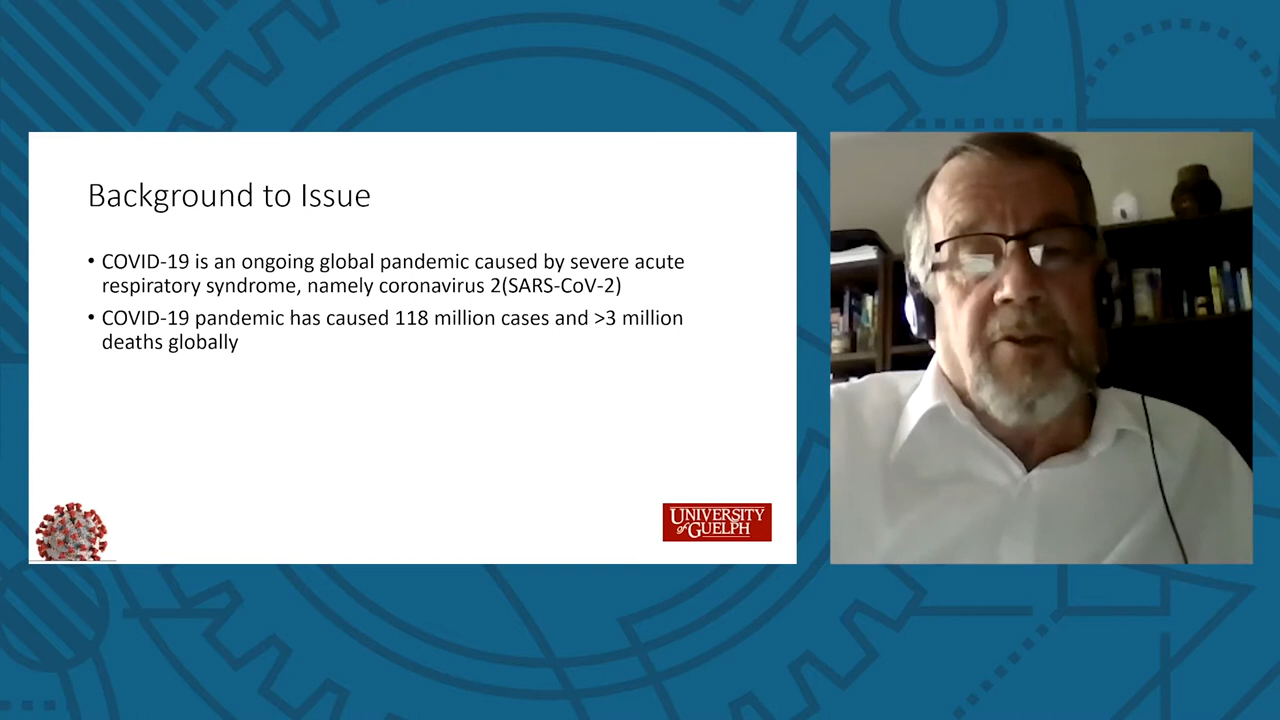 Background to Issue
• COVID-19 is an ongoing global pandemic caused by severe acute
respiratory syndrome, namely coronavirus 2(SARS-CoV-2)
• COVID-19 pandemic has caused 118 million cases and >3 million
deaths globally
UNIVERSITY
of GUELPH